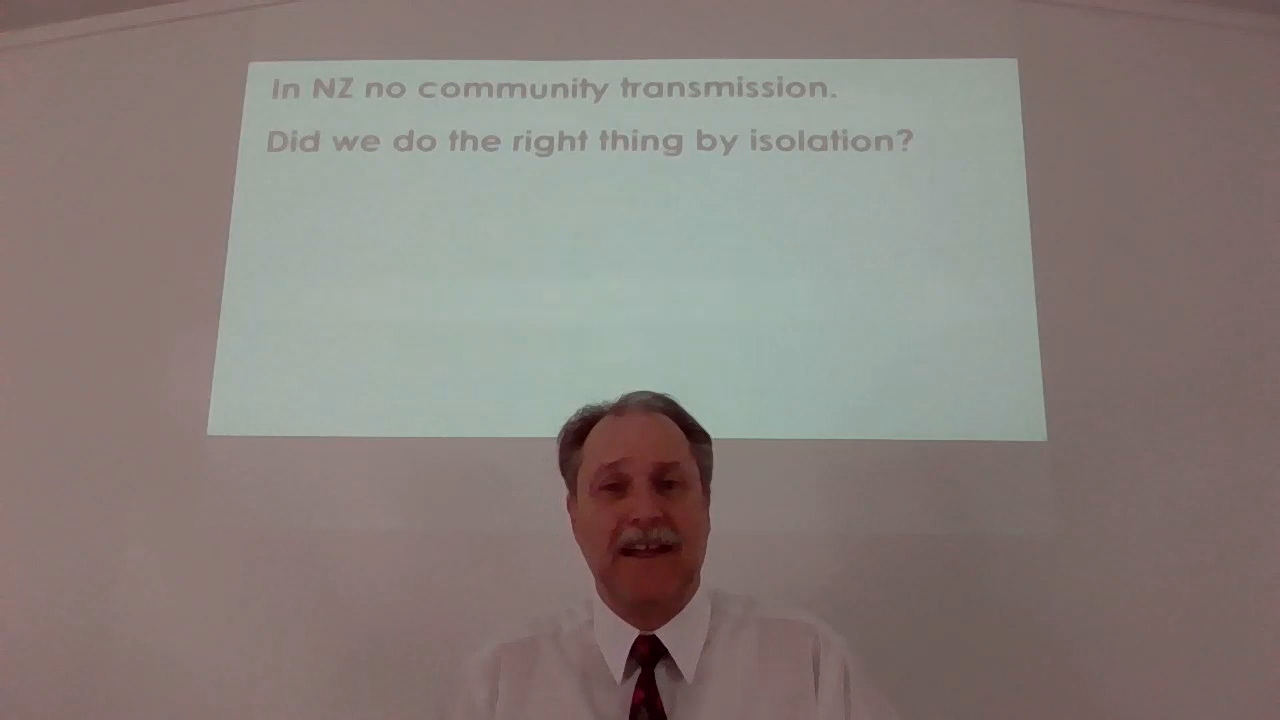 In NZ no community transmission.
Did we do the right thing by isolation?